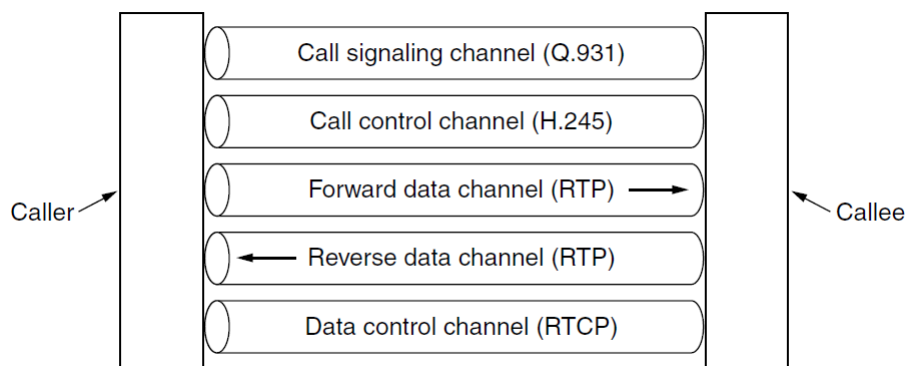 Call signaling channel (Q.931)
Call control channel (H.245)
Forward data channel (RTP)
Caller
Callee
Reverse data channel (RTP)
Data control channel (RTCP)